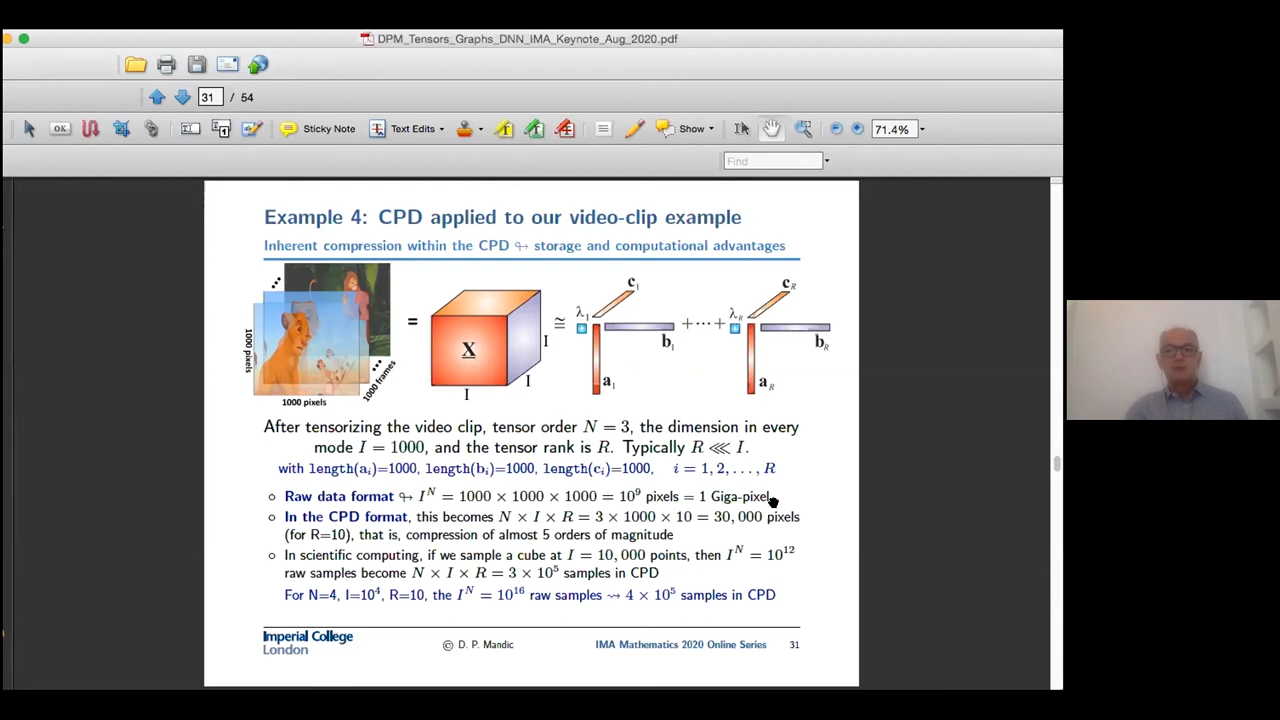 DPM_Tensors_Graphs_DNN_IMA_Keynote_Aug_2020.pdf
31 / 54
OK Sticky Note Text Edits Show 71.4%
Find
Example 4: CPD applied to our video-clip example
Inherent compression within the CPD ↬ storage and computational advantages
1000 pixels
1000 pixels
1000 frames
= X I I I ≅ λ1 a1 b1 c1 + ··· + λR aR bR cR
After tensorizing the video clip, tensor order N = 3, the dimension in every
mode I = 1000, and the tensor rank is R. Typically R ⋘ I.
with length(ai)=1000, length(bi)=1000, length(ci)=1000, i = 1, 2, . . . , R
○ Raw data format ↬ I^N = 1000 × 1000 × 1000 = 10^9 pixels = 1 Giga-pixel
○ In the CPD format, this becomes N × I × R = 3 × 1000 × 10 = 30, 000 pixels
(for R=10), that is, compression of almost 5 orders of magnitude
○ In scientific computing, if we sample a cube at I = 10, 000 points, then I^N = 10^12
raw samples become N × I × R = 3 × 10^5 samples in CPD
For N=4, I=10^4, R=10, the I^N = 10^16 raw samples ⇝ 4 × 10^5 samples in CPD
Imperial College
London
© D. P. Mandic
IMA Mathematics 2020 Online Series 31